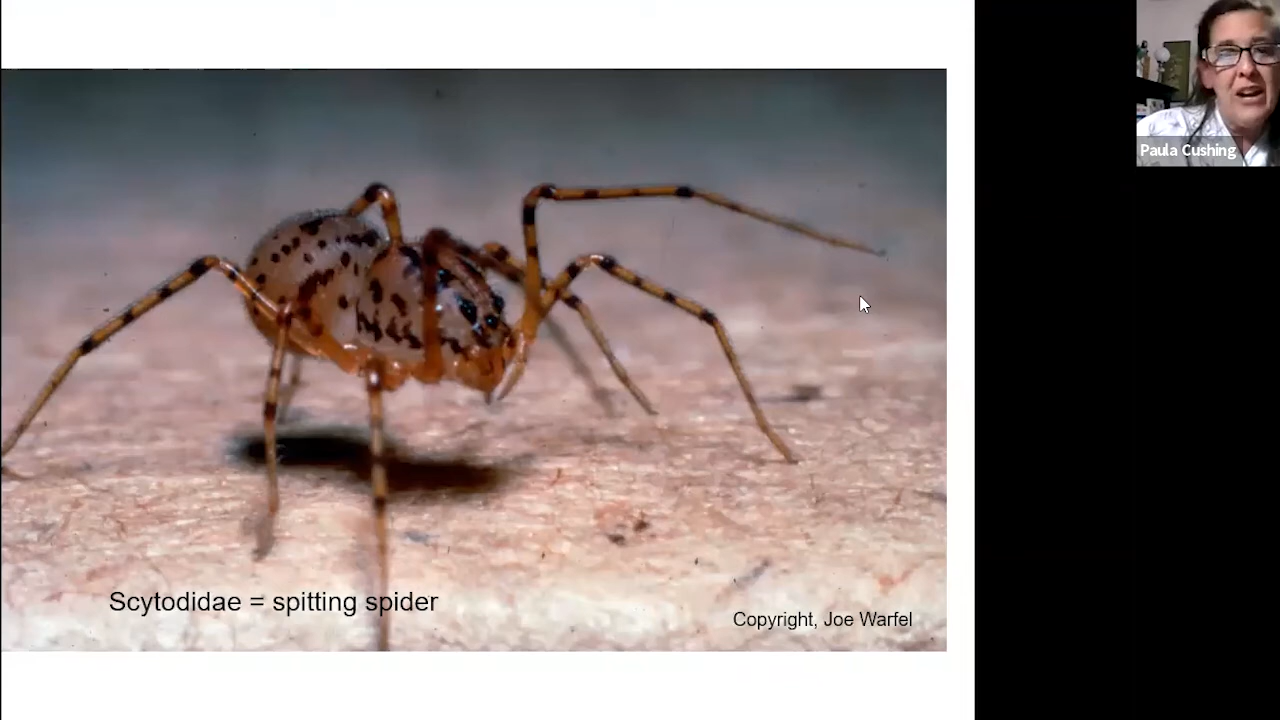 Paula Cushing
Scytodidae = spitting spider
Copyright, Joe Warfel